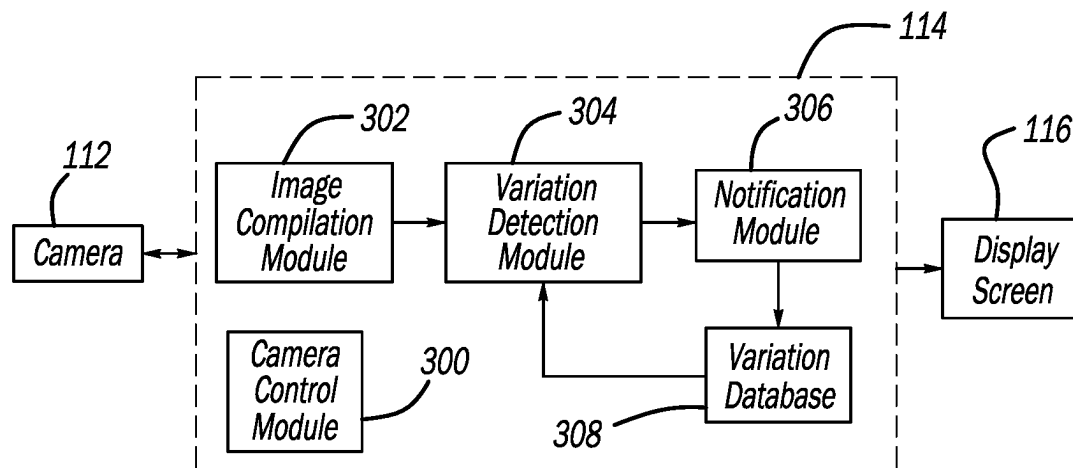 114
302
304
306
116
112
Image
Compilation
Module
Variation
Detection
Module
Notification
Module
Camera
Display
Screen
Camera
Control
Module
300
Variation
Database
308